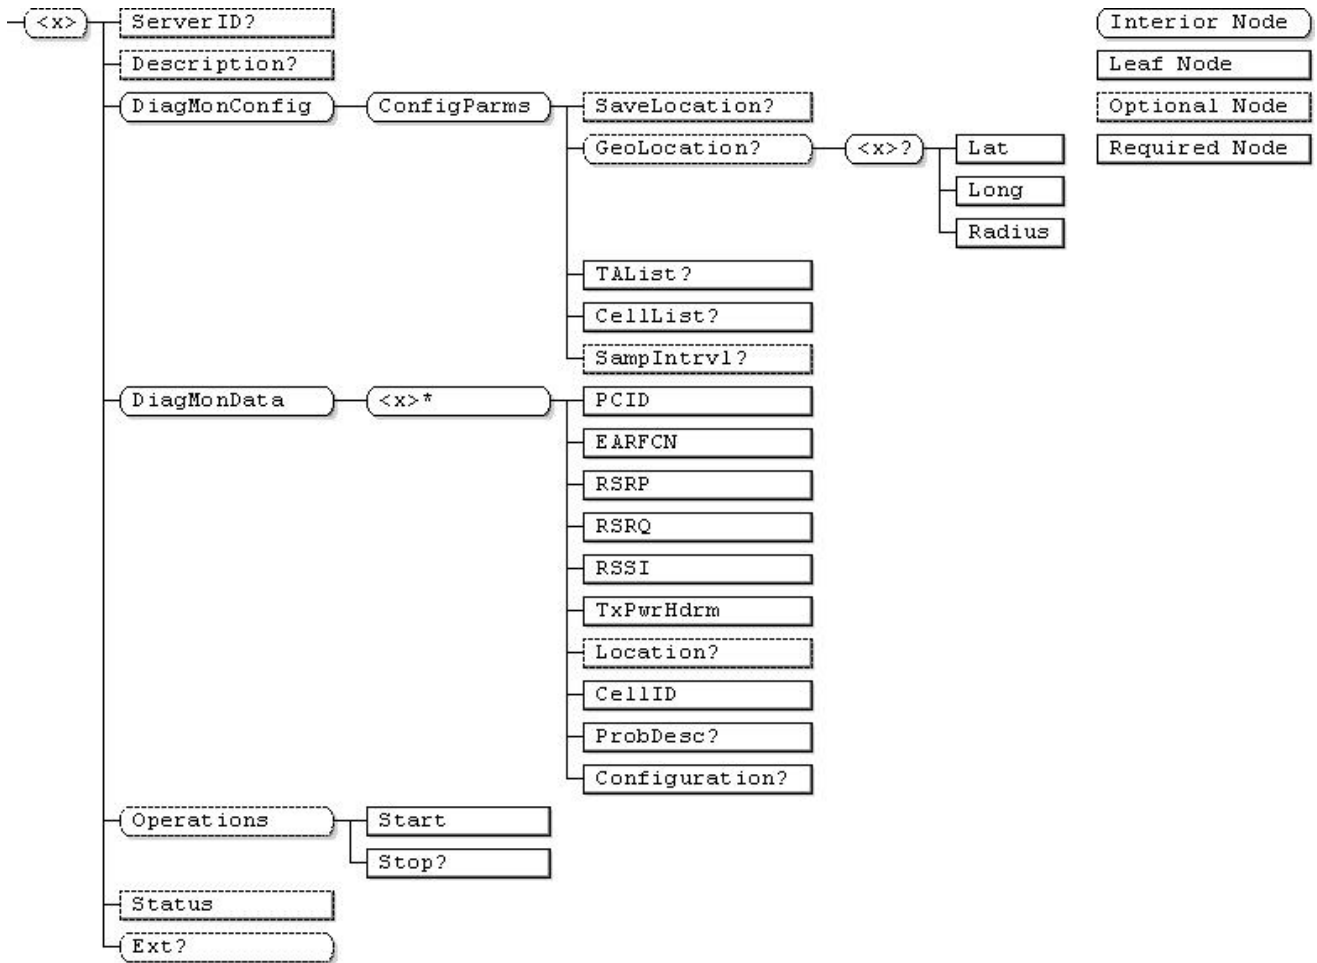 <x>
ServerID?
Interior Node
Description?
Leaf Node
DiagMonConfig
ConfigParms
SaveLocation?
Optional Node
GeoLocation?
<x>?
Lat
Required Node
Long
Radius
TAList?
CellList?
SampIntrvl?
DiagMonData
<x>*
PCID
EARFCN
RSRP
RSRQ
RSSI
TxPwrHdrm
Location?
CellID
ProbDesc?
Configuration?
Operations
Start
Stop?
Status
Ext?